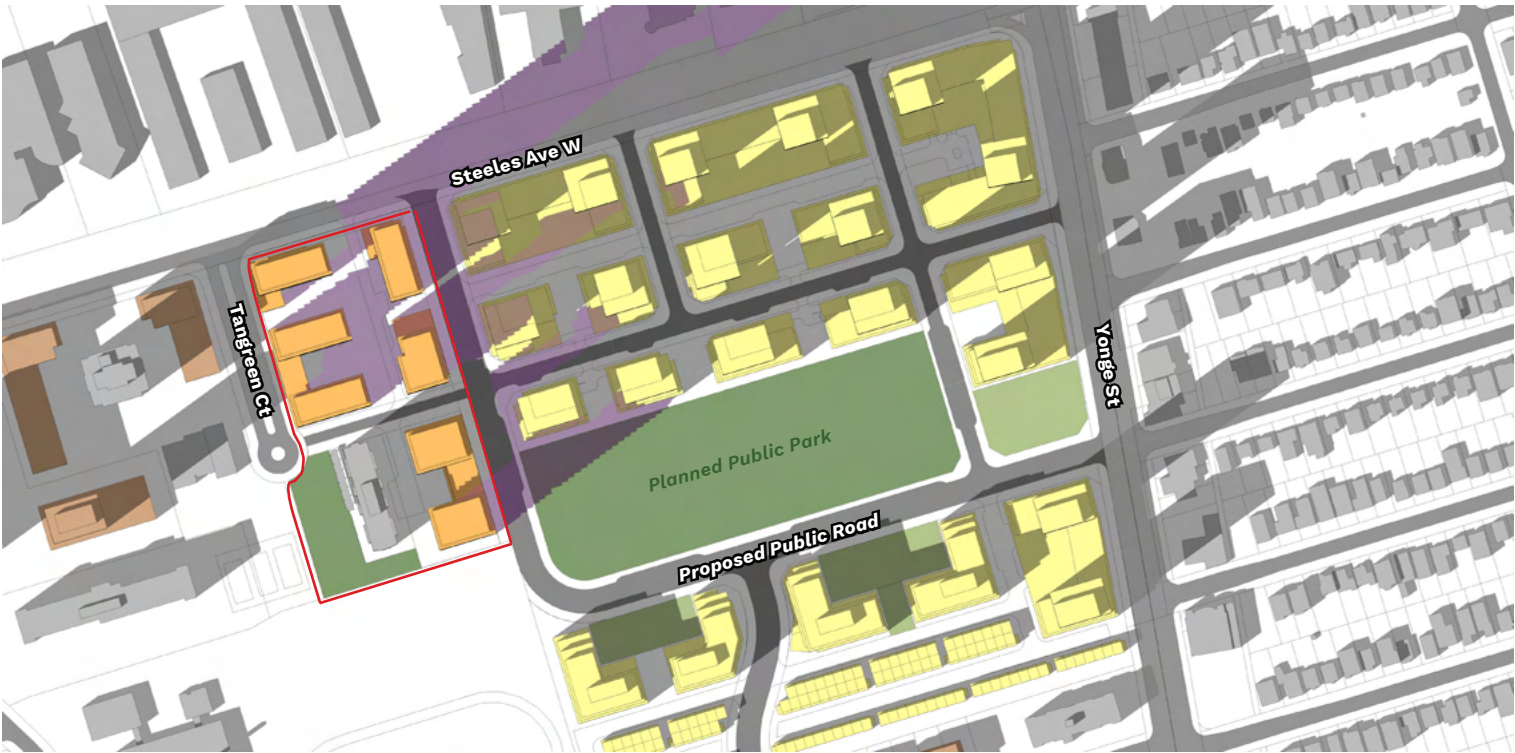 Steeles Ave W
Tangreen Ct
Yonge St
Planned Public Park
Proposed Public Road